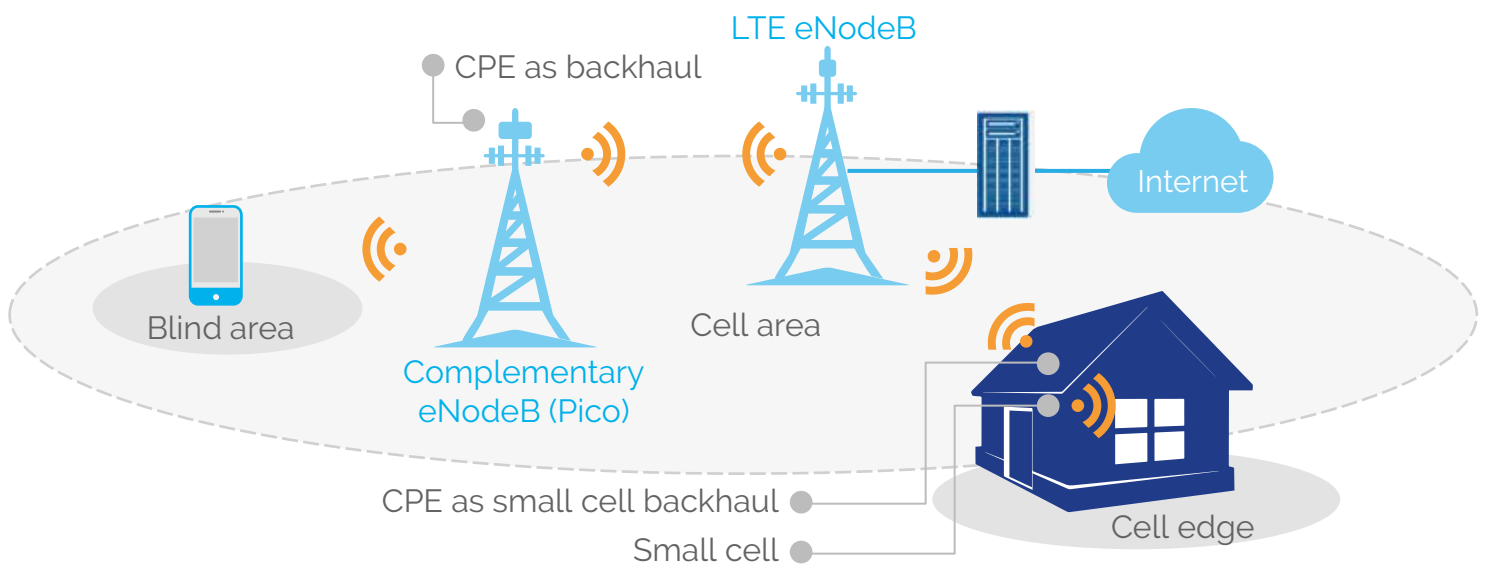 LTE eNodeB
CPE as backhaul
Internet
Blind area
Cell area
Complementary
eNodeB (Pico)
CPE as small cell backhaul
Cell edge
Small cell